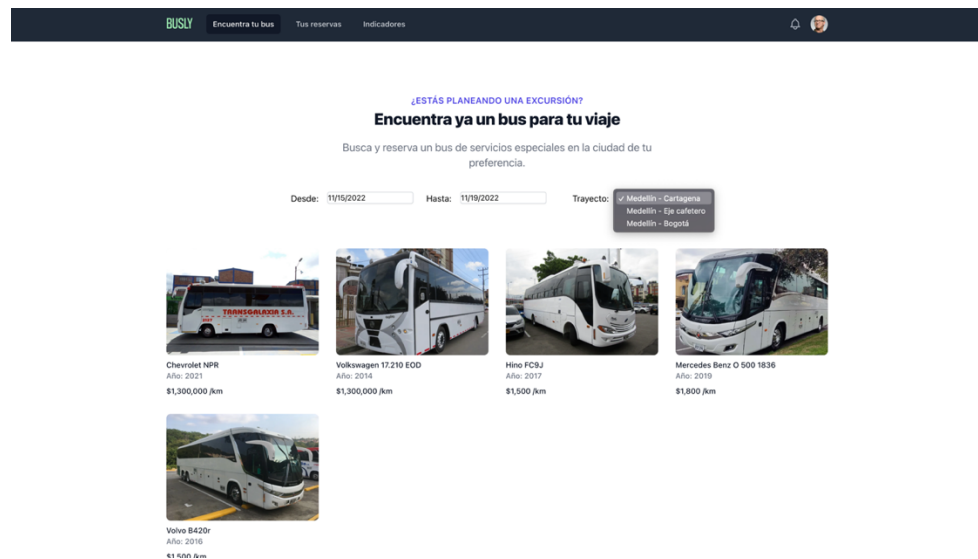 BUSLY
Encuentra tu bus
Tus reservas
Indicadores
¿ESTÁS PLANEANDO UNA EXCURSIÓN?
Encuentra ya un bus para tu viaje
Busca y reserva un bus de servicios especiales en la ciudad de tu
preferencia.
Desde: 11/15/2022
Hasta: 11/19/2022
Trayecto:
✓ Medellín - Cartagena
Medellín - Eje cafetero
Medellín - Bogotá
TRANSGALAXIA S.A.
Chevrolet NPR
Año: 2021
$1,300,000 /km
Volkswagen 17.210 EOD
Año: 2014
$1,300,000 /km
Hino FC9J
Año: 2017
$1,500 /km
Mercedes Benz O 500 1836
Año: 2019
$1,800 /km
Volvo B420r
Año: 2016
$1,500 /km